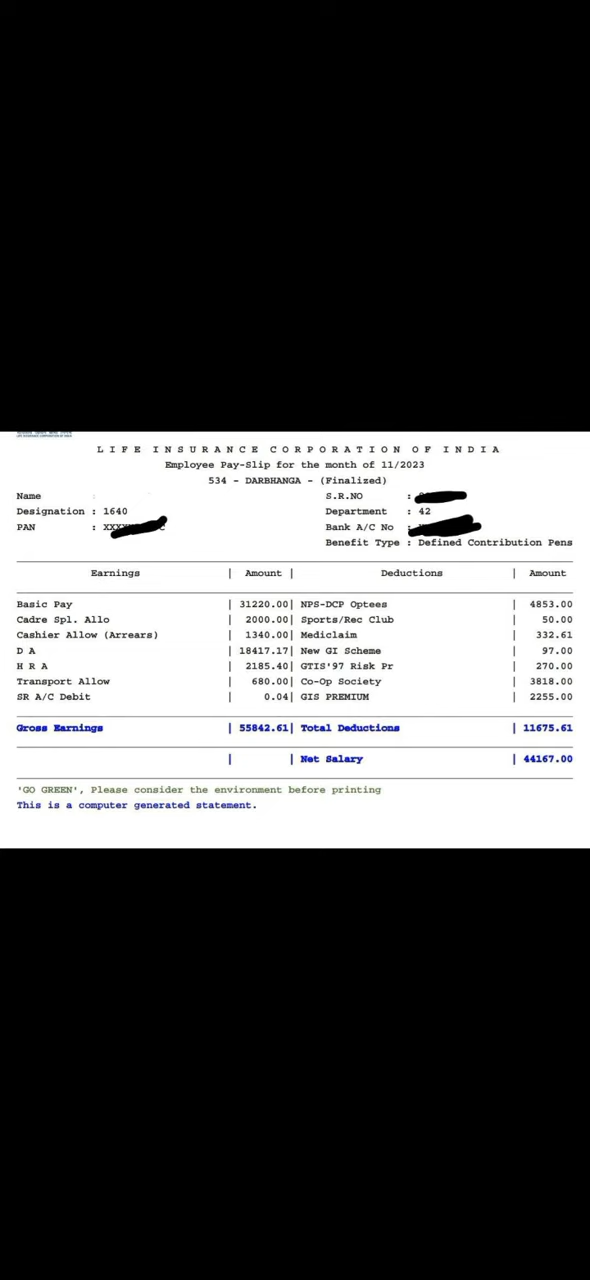 LIFE INSURANCE CORPORATION OF INDIA
Employee Pay-Slip for the month of 11/2023
534 - DARBHANGA - (Finalized)
Name : S.R.NO :
Designation : 1640 Department : 42
PAN : Bank A/C No :
Benefit Type : Defined Contribution Pens
Earnings | Amount | Deductions | Amount
Basic Pay | 31220.00| NPS-DCP Optees | 4853.00
Cadre Spl. Allo | 2000.00| Sports/Rec Club | 50.00
Cashier Allow (Arrears) | 1340.00| Mediclaim | 332.61
D A | 18417.17| New GI Scheme | 97.00
H R A | 2185.40| GTIS'97 Risk Pr | 270.00
Transport Allow | 680.00| Co-Op Society | 3818.00
SR A/C Debit | 0.04| GIS PREMIUM | 2255.00
Gross Earnings | 55842.61| Total Deductions | 11675.61
| | Net Salary | 44167.00
'GO GREEN', Please consider the environment before printing
This is a computer generated statement.